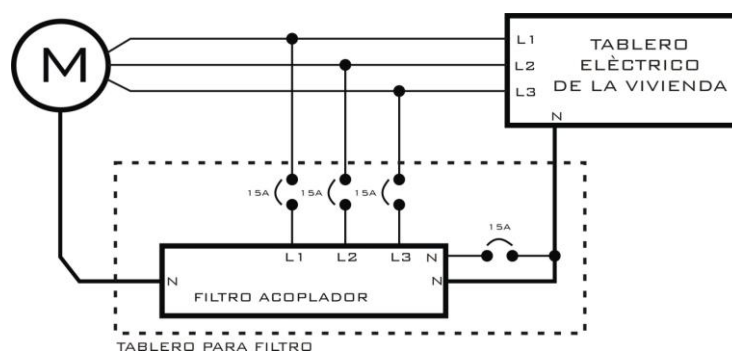 M
L1
L2
L3
TABLERO
ELÈCTRICO
DE LA VIVIENDA
N
15A
15A
15A
15A
L1
L2
L3
N
N
N
FILTRO ACOPLADOR
TABLERO PARA FILTRO